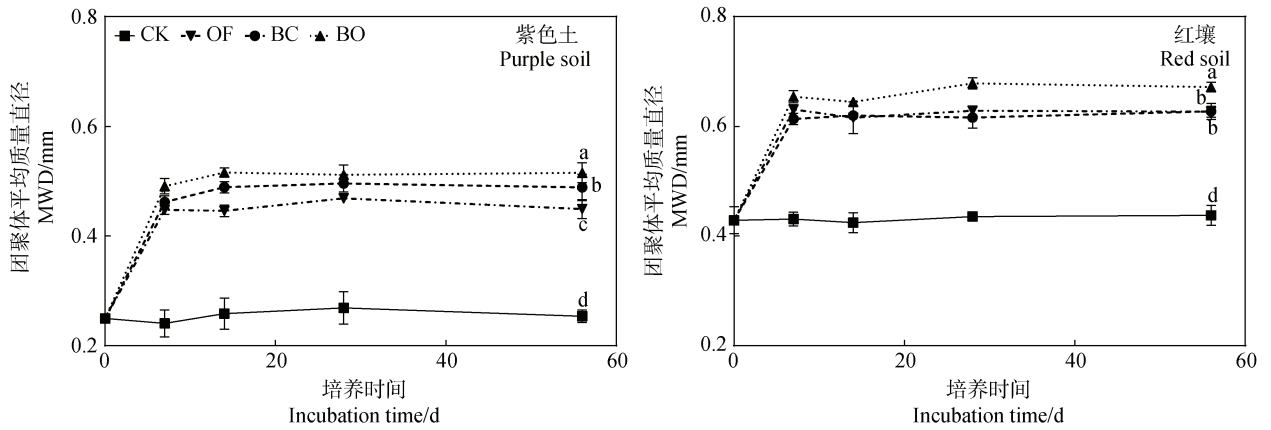 0.8
CK OF BC BO
紫色土
Purple soil
0.6
0.4
0.2
团聚体平均质量直径
MWD/mm
a
b
c
d
0
20
40
60
培养时间
Incubation time/d
0.8
红壤
Red soil
0.6
0.4
0.2
团聚体平均质量直径
MWD/mm
a
b
b
d
0
20
40
60
培养时间
Incubation time/d